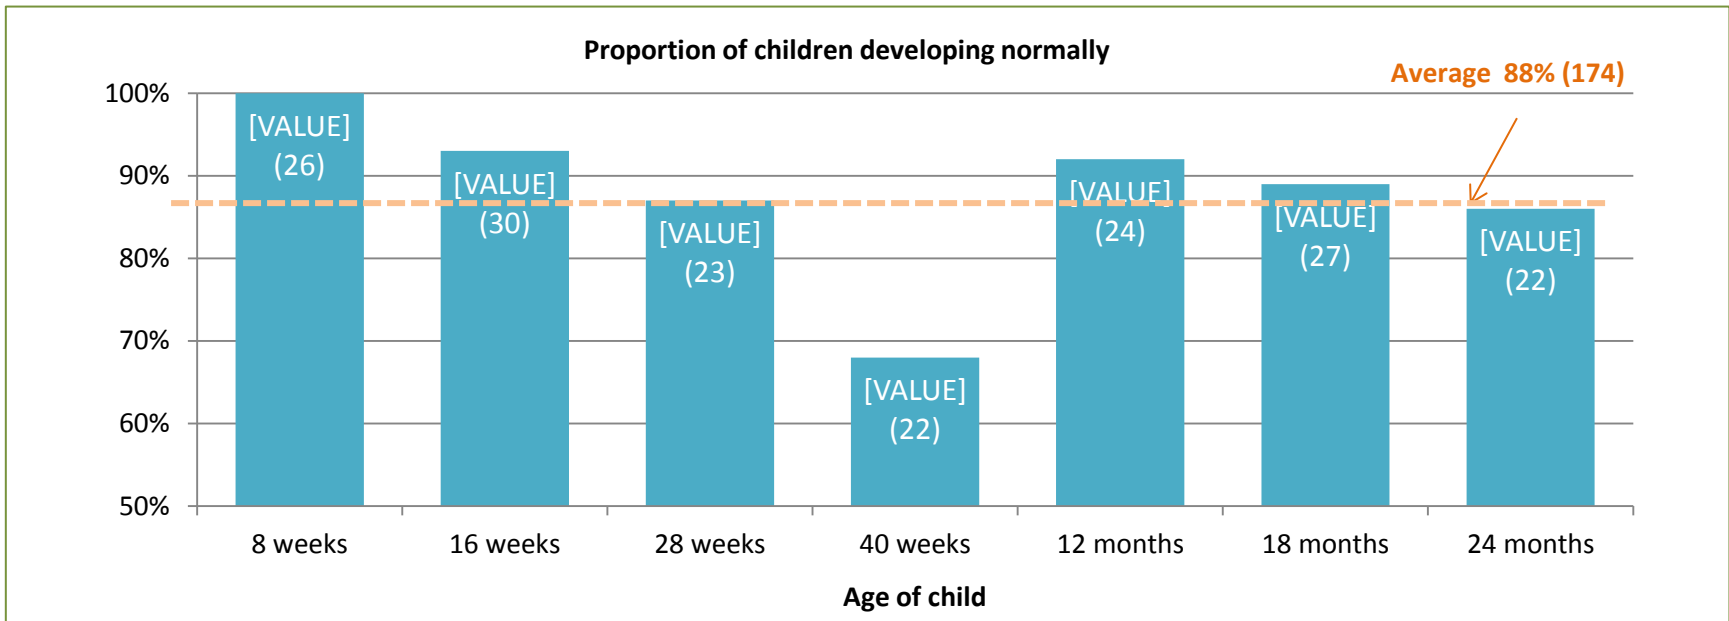 Proportion of children developing normally
Average 88% (174)
100%
90%
80%
70%
60%
50%
[VALUE]
(26)
[VALUE]
(30)
[VALUE]
(23)
[VALUE]
(22)
[VALUE]
(24)
[VALUE]
(27)
[VALUE]
(22)
8 weeks
16 weeks
28 weeks
40 weeks
12 months
18 months
24 months
Age of child